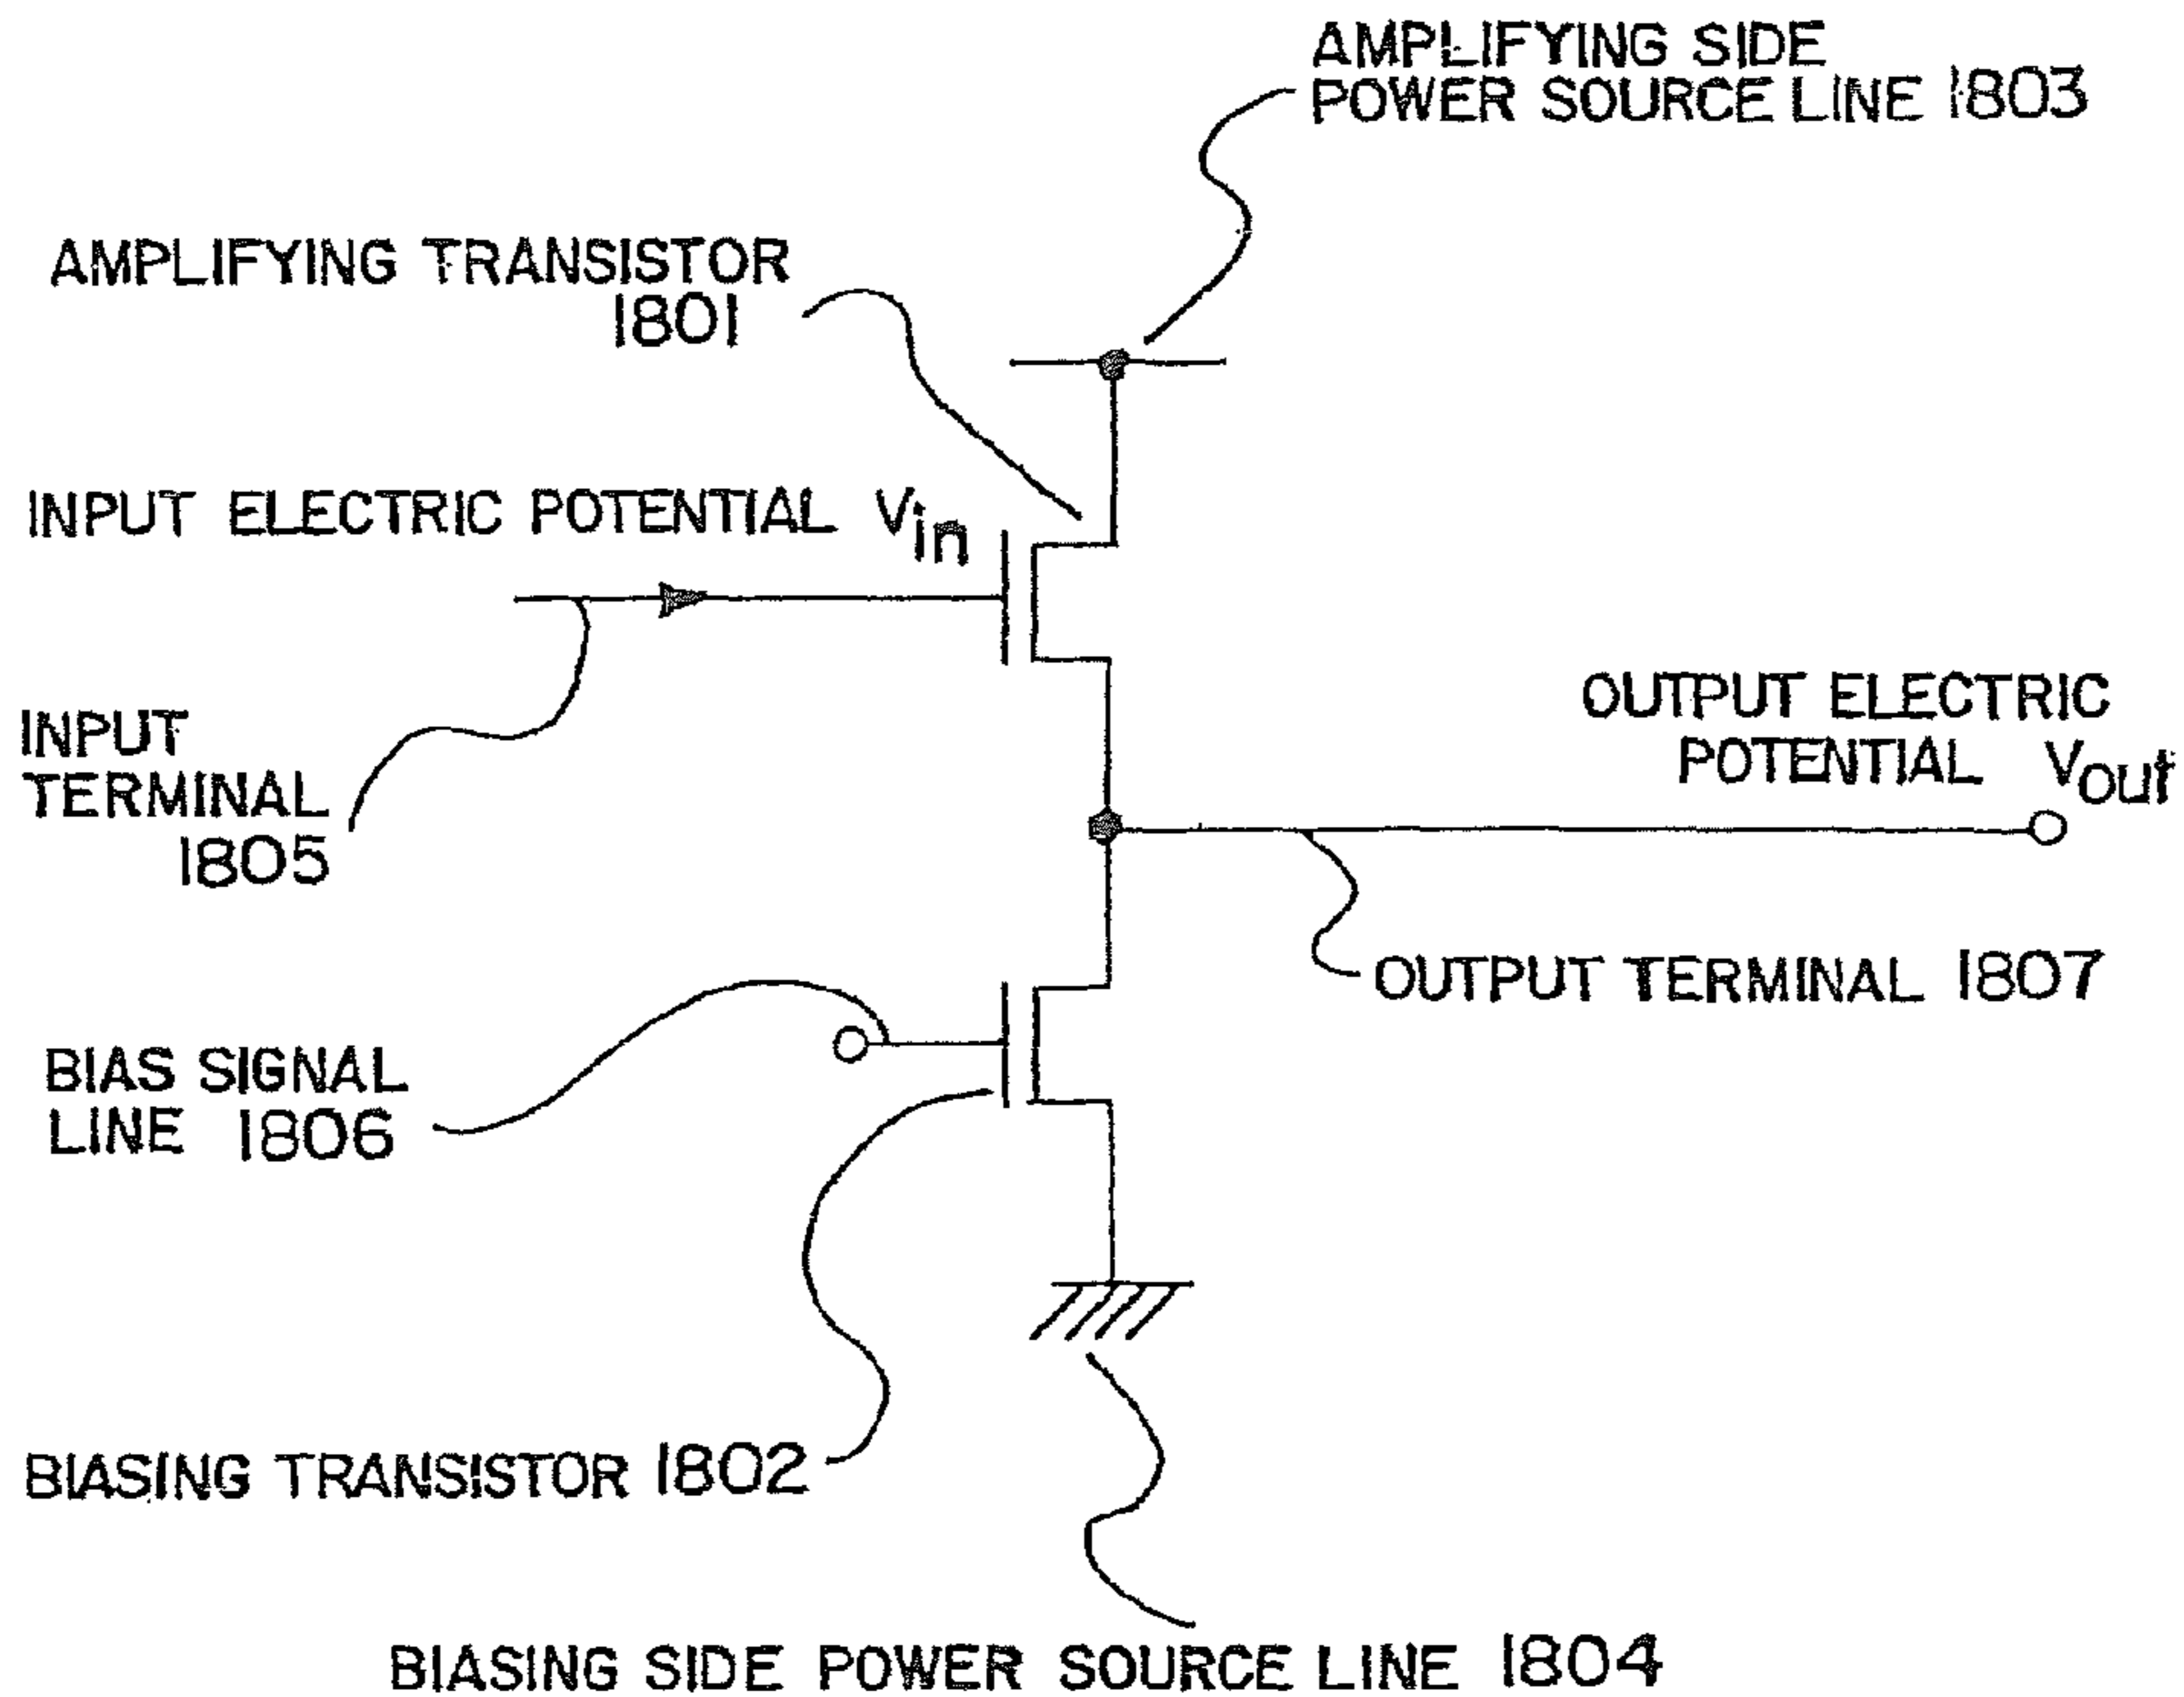 AMPLIFYING SIDE
POWER SOURCE LINE 1803
AMPLIFYING TRANSISTOR
1801
INPUT ELECTRIC POTENTIAL Vin
INPUT
TERMINAL
1805
OUTPUT ELECTRIC
POTENTIAL Vout
OUTPUT TERMINAL 1807
BIAS SIGNAL
LINE 1806
BIASING TRANSISTOR 1802
BIASING SIDE POWER SOURCE LINE 1804